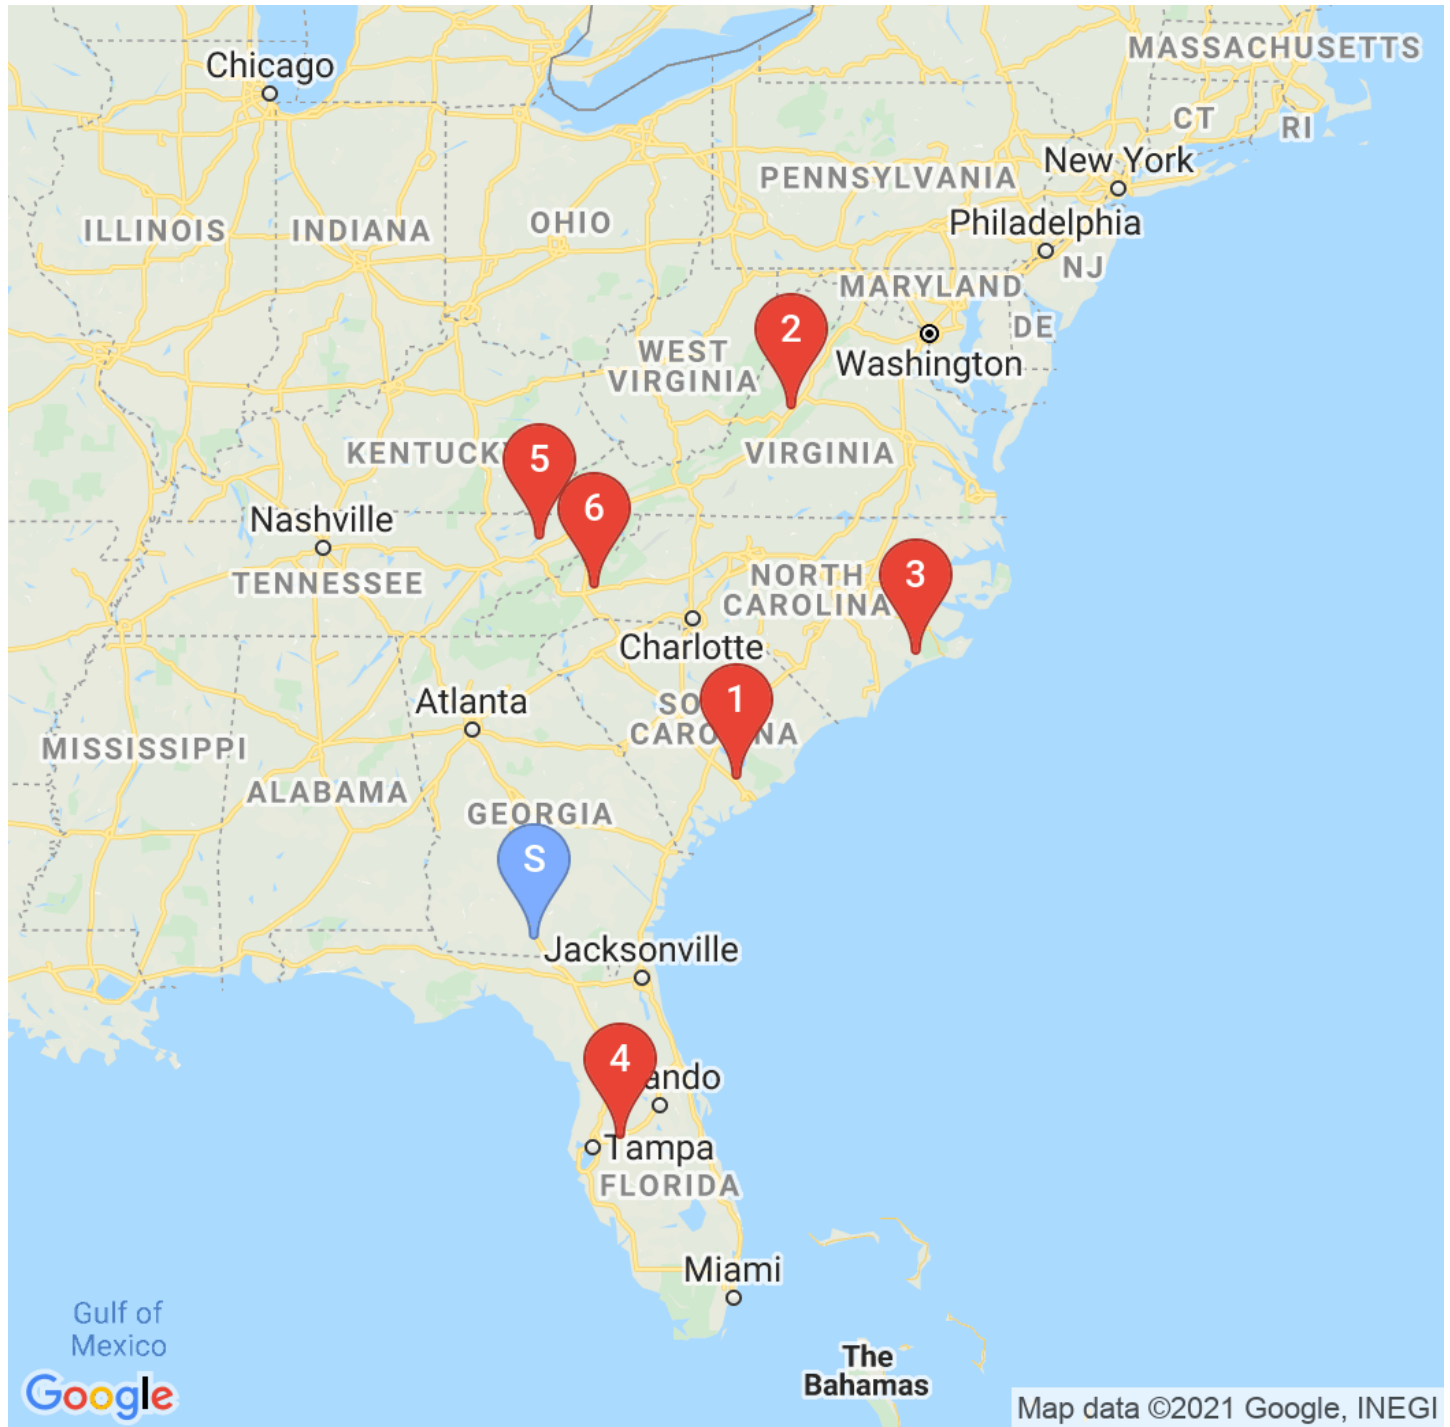 MASSACHUSETTS
Chicago
CT
RI
New York
PENNSYLVANIA
Philadelphia
OHIO
ILLINOIS
INDIANA
NJ
MARYLAND
DE
2
WEST
VIRGINIA
Washington
KENTUCK
5
VIRGINIA
6
Nashville
3
NORTH
CAROLINA
TENNESSEE
Charlotte
1
Atlanta
SO
CAROLINA
MISSISSIPPI
ALABAMA
GEORGIA
S
Jacksonville
4
ando
Tampa
FLORIDA
Miami
Gulf of
Mexico
The
Bahamas
Google
Map data ©2021 Google, INEGI